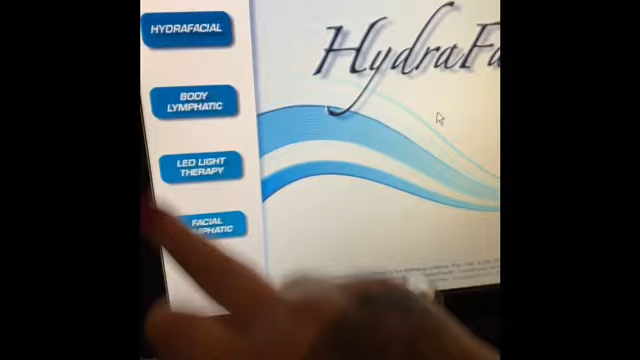 HYDRAFACIAL
BODY
LYMPHATIC
LED LIGHT
THERAPY
FACIAL
HydraFa